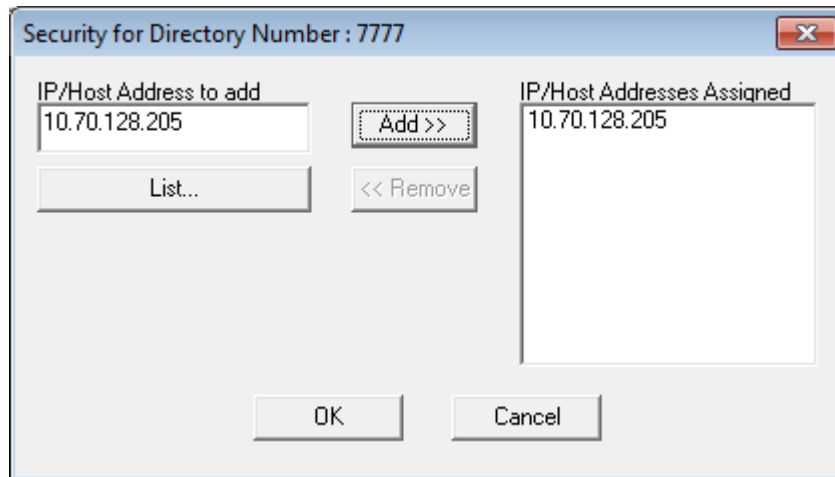 Security for Directory Number : 7777
IP/Host Address to add
10.70.128.205
Add >>
List...
<< Remove
IP/Host Addresses Assigned
10.70.128.205
OK
Cancel